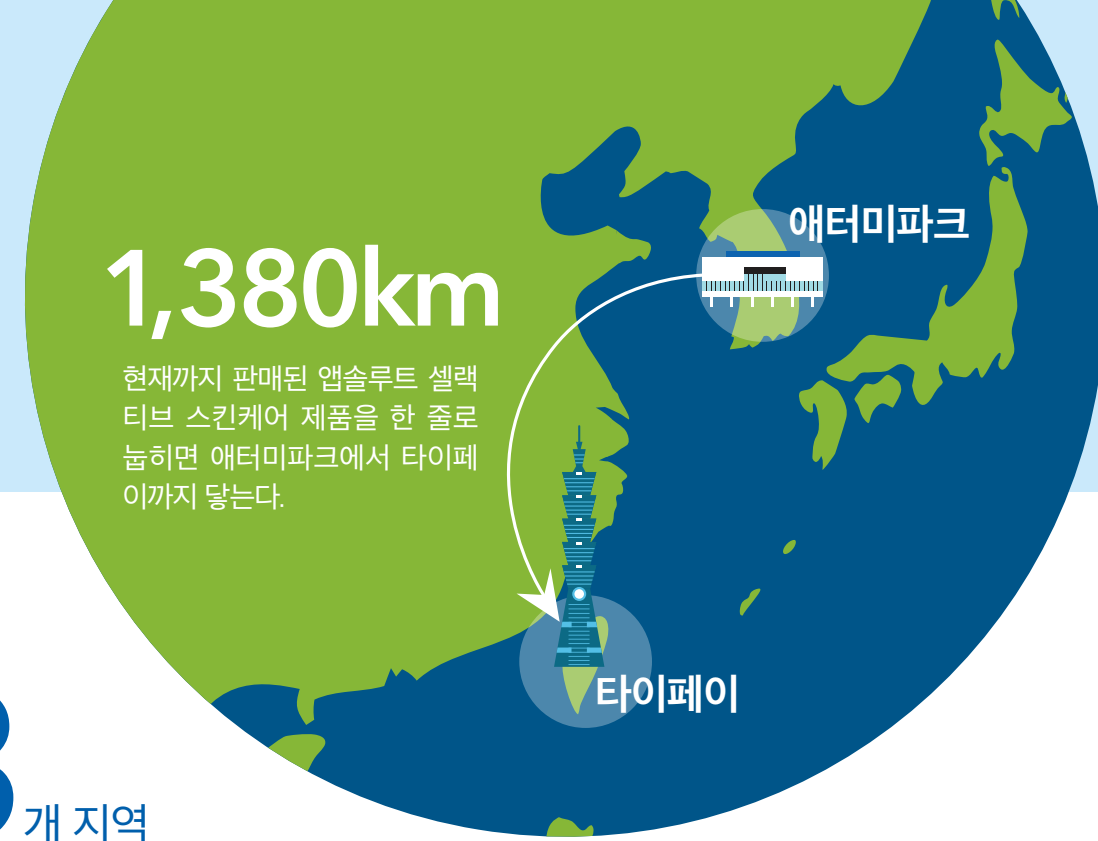 애터미파크
1,380km
현재까지 판매된 앱솔루트 셀랙
티브 스킨케어 제품을 한 줄로
눕히면 애터미파크에서 타이페
이까지 닿는다.
타이페이
개 지역